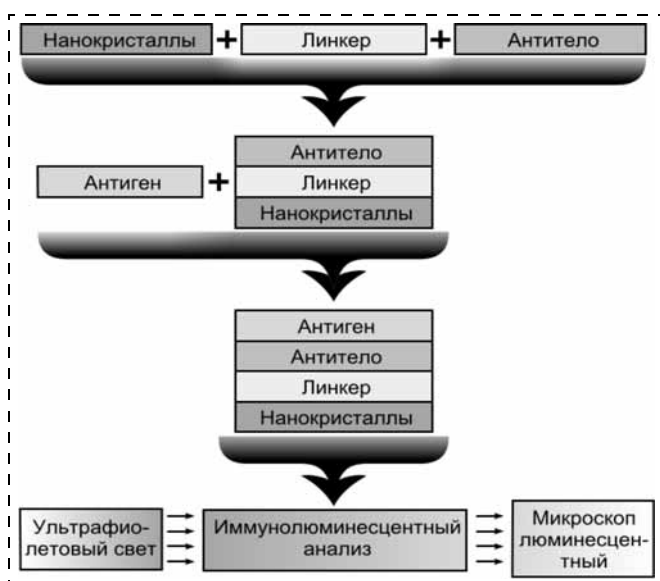 Нанокристаллы + Линкер + Антитело
Антитело
Антиген + Линкер
Нанокристаллы
Антиген
Антитело
Линкер
Нанокристаллы
Ультрафио-
летовый свет
Иммунолюминесцентный
анализ
Микроскоп
люминесцен-
тный